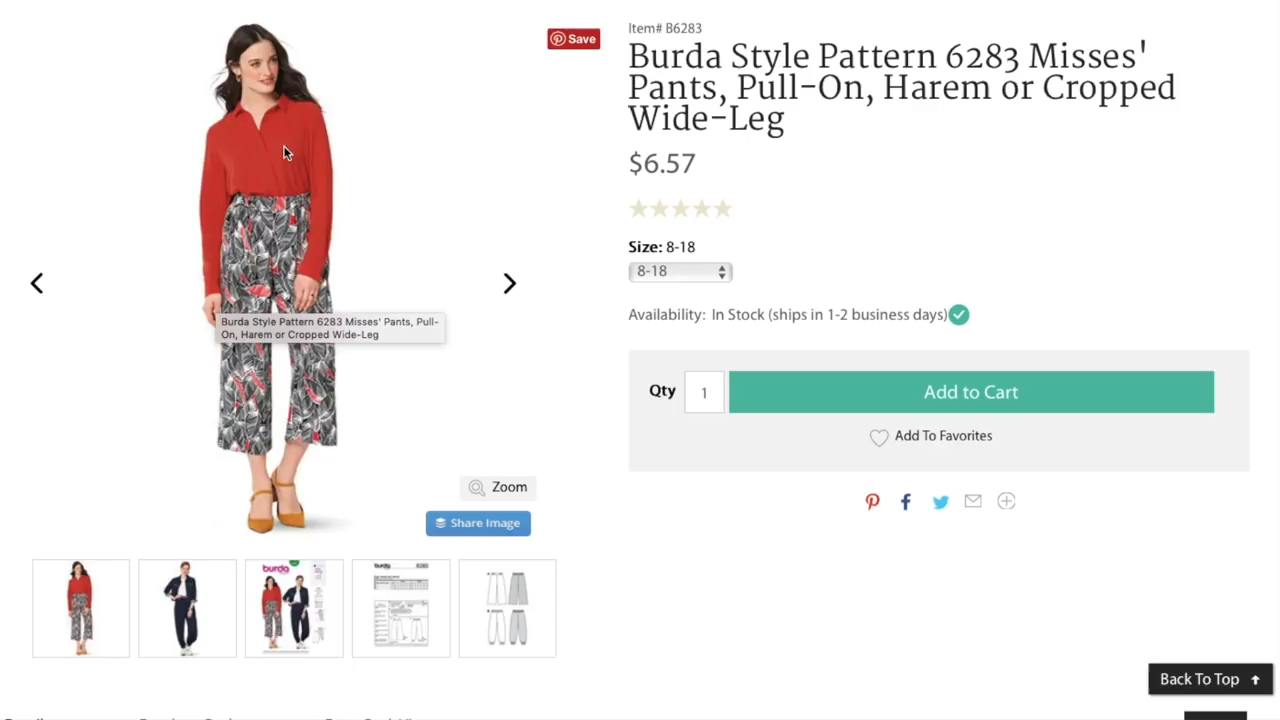 Save
Item# B6283
Burda Style Pattern 6283 Misses'
Pants, Pull-On, Harem or Cropped
Wide-Leg
$6.57
Size: 8-18
8-18
Availability: In Stock (ships in 1-2 business days)
Qty 1 Add to Cart
Add To Favorites
Burda Style Pattern 6283 Misses' Pants, Pull-
On, Harem or Cropped Wide-Leg
Zoom
Share Image
burda
burda 6283
Back To Top